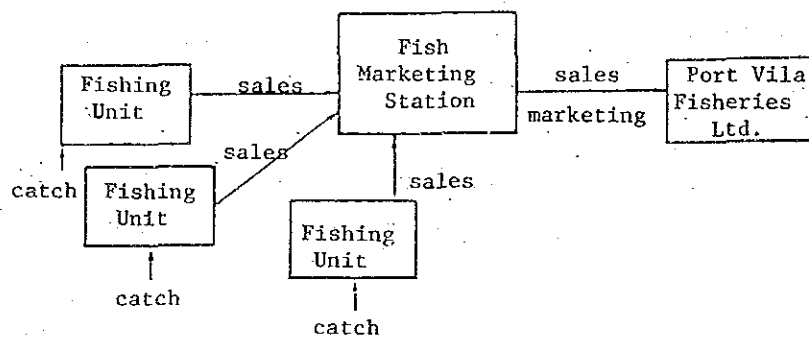 Fish
Marketing
Station
Fishing
Unit
sales
sales
marketing
Port Vila
Fisheries
Ltd.
catch
Fishing
Unit
sales
catch
Fishing
Unit
sales
catch